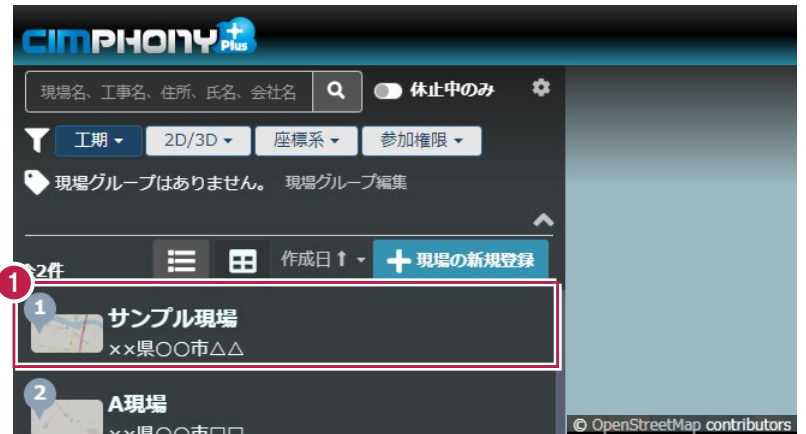 CIMPHONY Plus
現場名、工事名、住所、氏名、会社名 休止中のみ
工期 2D/3D 座標系 参加権限
現場グループはありません。 現場グループ編集
全2件 作成日 現場の新規登録
1
1 サンプル現場
××県○○市△△
2 A現場
××県○○市□□
© OpenStreetMap contributors